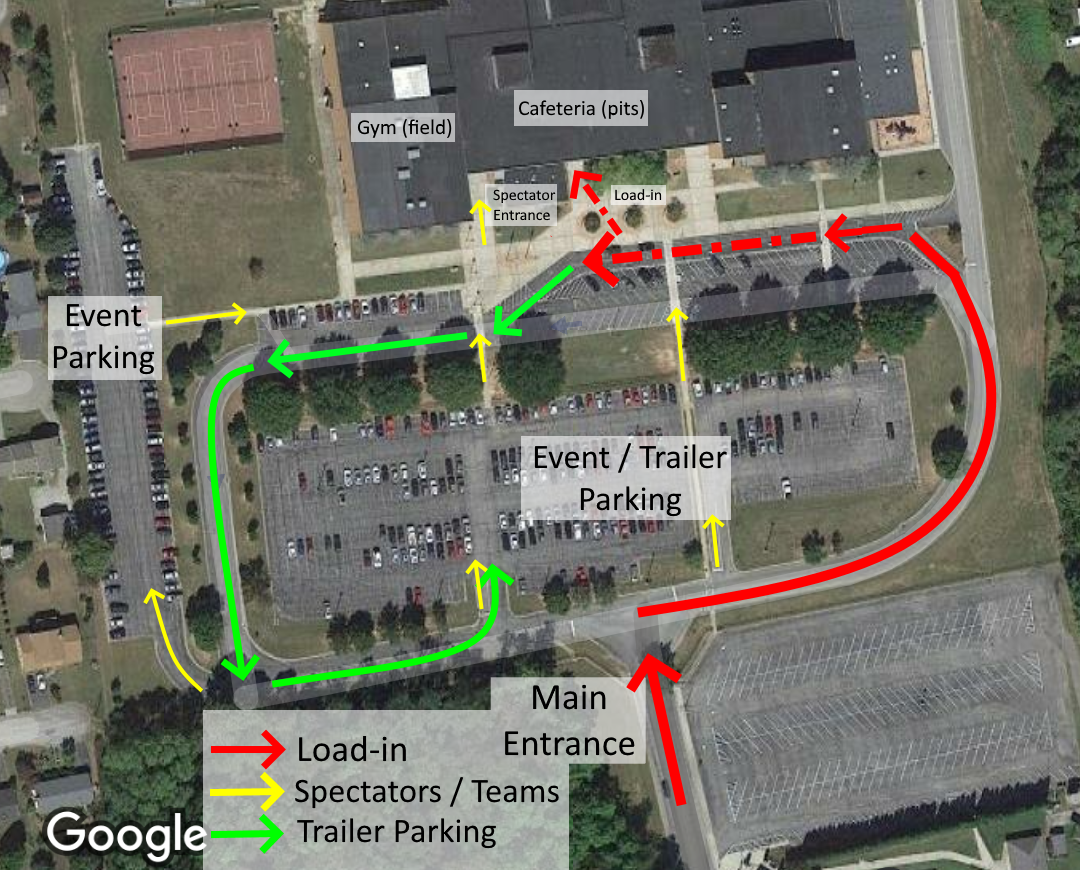 Cafeteria (pits)
Gym (field)
Spectator
Entrance
Load-in
Event
Parking
Event / Trailer
Parking
Main
Entrance
Load-in
Spectators / Teams
Trailer Parking
Google